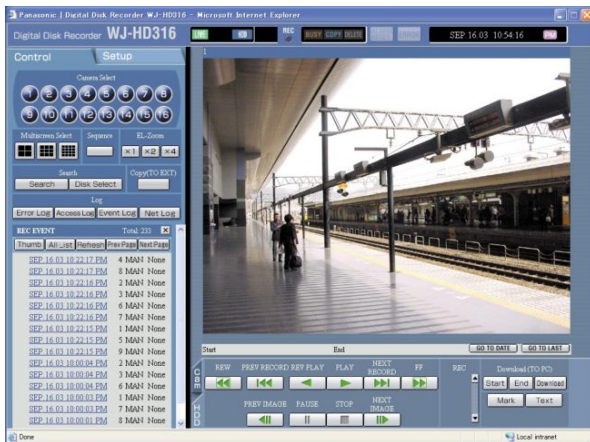 Panasonic | Digital Disk Recorder WJ-HD316 - Microsoft Internet Explorer
Digital Disk Recorder WJ-HD316
LIVE HDD REC BUSY COPY DELETE ERROR SEP 16.03 10:54:16 PM
Control Setup
1
Camera Select
1 2 3 4 5 6 7 8
9 10 11 12 13 14 15 16
Multiscreen Select Sequence EL-Zoom
×1 ×2 ×4
Search Copy(TO EXT)
Search Disk Select
Log
Error Log Access Log Event Log Net Log
REC EVENT Total: 233
Thumb All List Refresh Prev Page Next Page
SEP 16.03 10:22:17 PM 4 MAN None
SEP 16.03 10:22:17 PM 8 MAN None
SEP 16.03 10:22:16 PM 2 MAN None
SEP 16.03 10:22:16 PM 3 MAN None
SEP 16.03 10:22:16 PM 6 MAN None
SEP 16.03 10:22:16 PM 7 MAN None
SEP 16.03 10:22:15 PM 1 MAN None
SEP 16.03 10:22:15 PM 5 MAN None
SEP 16.03 10:22:15 PM 9 MAN None
SEP 16.03 10:00:04 PM 2 MAN None
SEP 16.03 10:00:04 PM 3 MAN None
SEP 16.03 10:00:04 PM 6 MAN None
SEP 16.03 10:00:03 PM 1 MAN None
SEP 16.03 10:00:03 PM 7 MAN None
SEP 16.03 10:00:01 PM 8 MAN None
Start End GO TO DATE GO TO LAST
REW PREV RECORD REV PLAY PLAY NEXT RECORD FF
PREV IMAGE PAUSE STOP NEXT IMAGE
HDD
REC Download (TO PC)
Start End Download
Mark Text
Done Local intranet